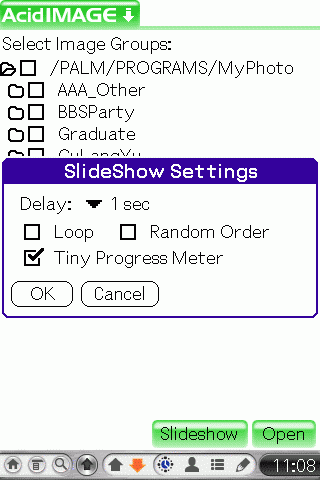 AcidIMAGE
Select Image Groups:
/PALM/PROGRAMS/MyPhoto
AAA_Other
BBSParty
Graduate
SlideShow Settings
Delay: 1 sec
Loop Random Order
Tiny Progress Meter
OK Cancel
Slideshow Open
11:08